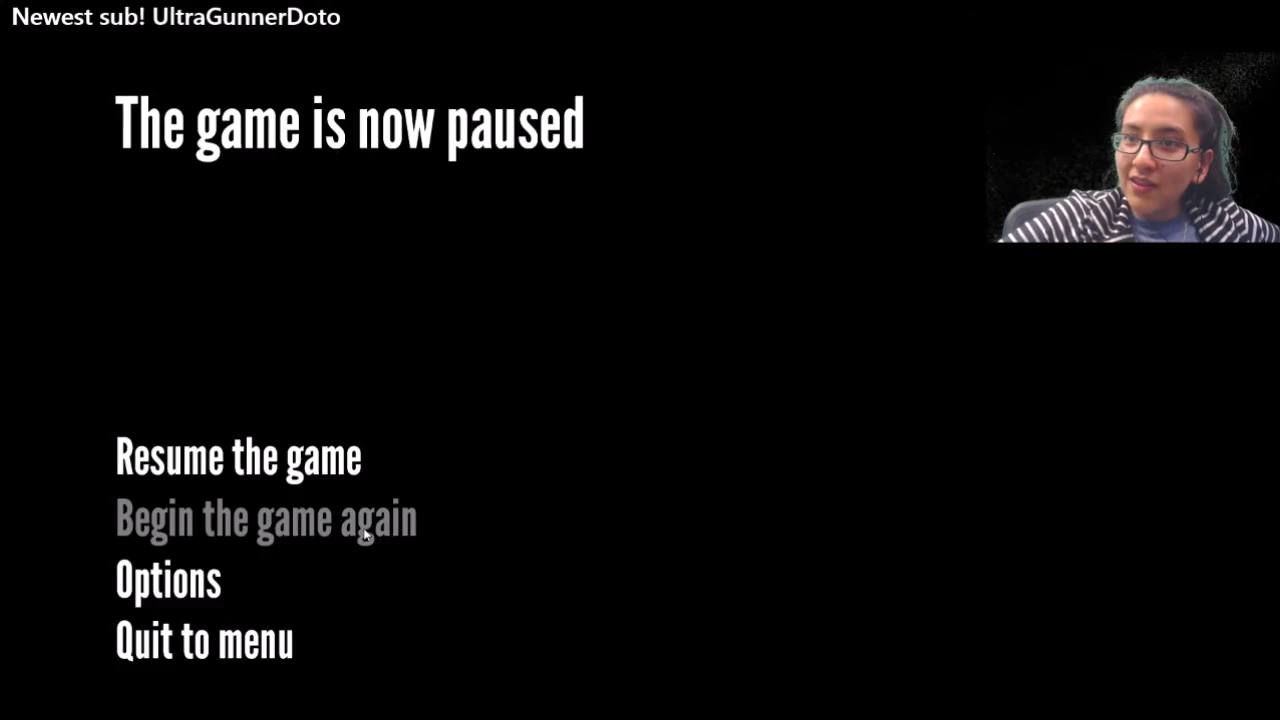 Newest sub! UltraGunnerDoto
The game is now paused
Resume the game
Begin the game again
Options
Quit to menu